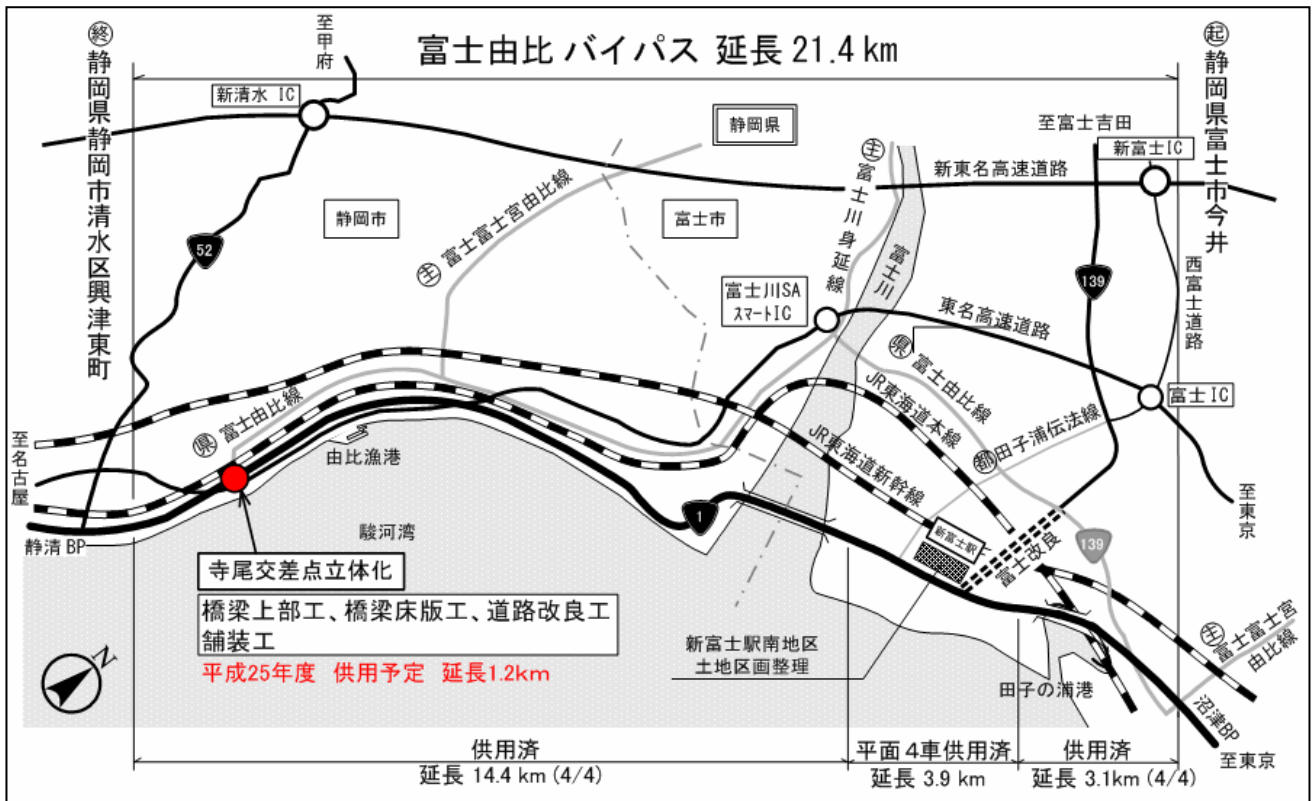 富士由比 バイパス 延長 21.4 km
終 静岡県静岡市清水区興津東町
起 静岡県富士市今井
至甲府
新清水 IC
静岡県
至富士吉田
新富士IC
新東名高速道路
主 富士川身延線
富士川
静岡市
富士市
主 富士富士宮由比線
52
139
西富士道路
富士川SA
スマートIC
東名高速道路
県 富士由比線
富士IC
JR東海道本線
JR東海道新幹線
都 田子浦伝法線
県 富士由比線
至名古屋
由比漁港
至東京
静清 BP
駿河湾
1
新富士駅
富士改良
139
寺尾交差点立体化
橋梁上部工、橋梁床版工、道路改良工
舗装工
平成25年度 供用予定 延長1.2km
新富士駅南地区
土地区画整理
主 富士富士宮
由比線
田子の浦港
沼津BP
至東京
N
供用済
延長 14.4 km (4/4)
平面4車供用済
延長 3.9 km
供用済
延長 3.1km (4/4)